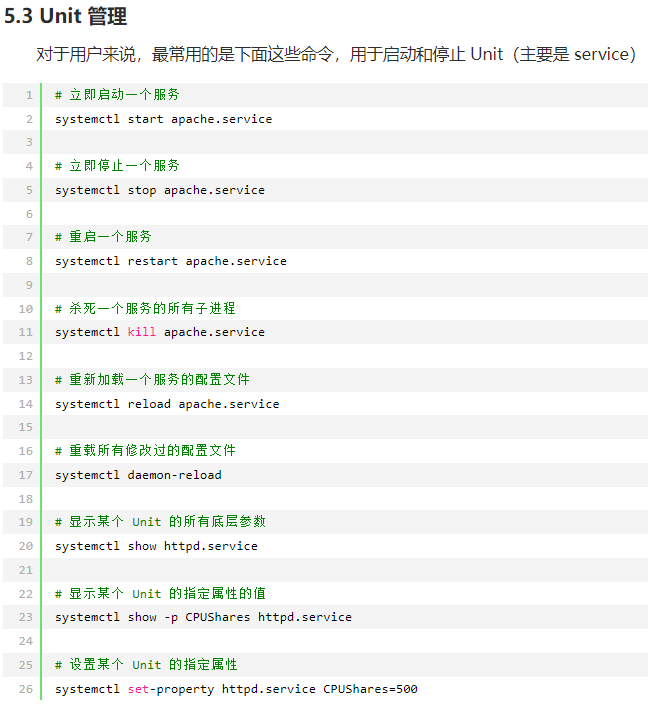 5.3 Unit 管理
对于用户来说，最常用的是下面这些命令，用于启动和停止 Unit（主要是 service）
1 # 立即启动一个服务
2 systemctl start apache.service
3
4 # 立即停止一个服务
5 systemctl stop apache.service
6
7 # 重启一个服务
8 systemctl restart apache.service
9
10 # 杀死一个服务的所有子进程
11 systemctl kill apache.service
12
13 # 重新加载一个服务的配置文件
14 systemctl reload apache.service
15
16 # 重载所有修改过的配置文件
17 systemctl daemon-reload
18
19 # 显示某个 Unit 的所有底层参数
20 systemctl show httpd.service
21
22 # 显示某个 Unit 的指定属性的值
23 systemctl show -p CPUShares httpd.service
24
25 # 设置某个 Unit 的指定属性
26 systemctl set-property httpd.service CPUShares=500